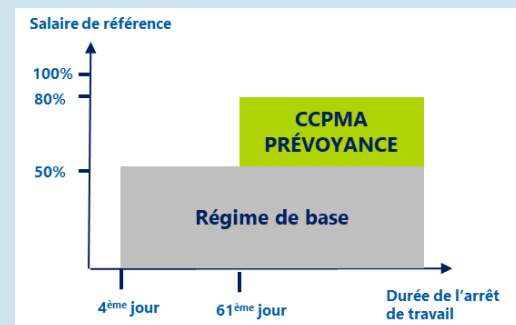 Salaire de référence
100%
80%
CCPMA
PRÉVOYANCE
50%
Régime de base
4ème jour
61ème jour
Durée de l'arrêt
de travail